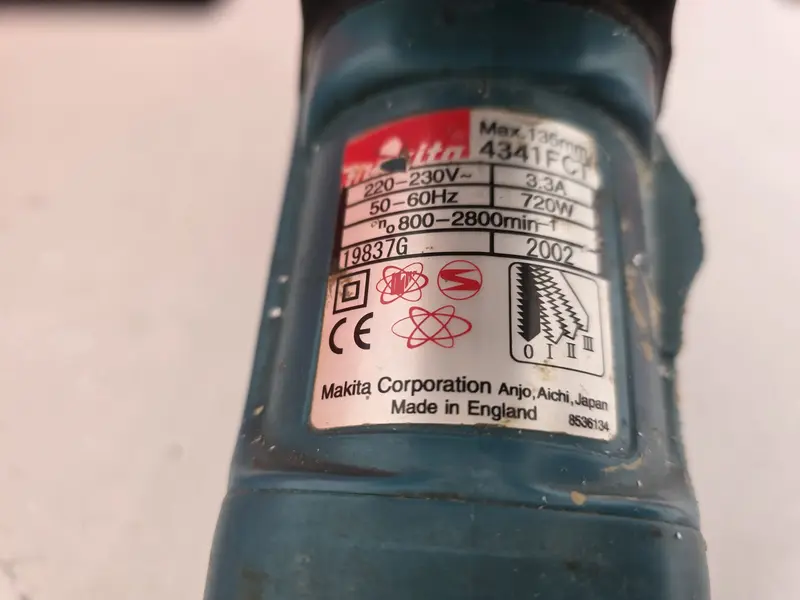 makita
Max.135mm
4341FCT
220-230V~ 3.3A
50-60Hz 720W
n₀ 800-2800min-1
19837G 2002
CE
0 I II III
Makita Corporation Anjo, Aichi, Japan
Made in England
8536134